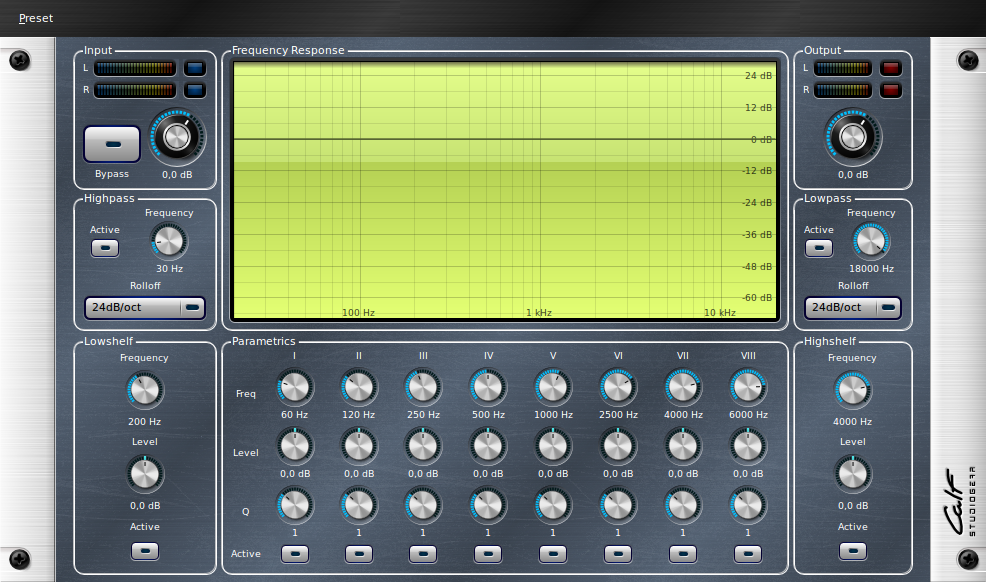 Preset
Input
L
R
Bypass
0,0 dB
Frequency Response
24 dB
12 dB
0 dB
-12 dB
-24 dB
-36 dB
-48 dB
-60 dB
100 Hz 1 kHz 10 kHz
Output
L
R
0,0 dB
Highpass
Frequency
Active
30 Hz
Rolloff
24dB/oct
Lowpass
Frequency
Active
18000 Hz
Rolloff
24dB/oct
Lowshelf
Frequency
200 Hz
Level
0,0 dB
Active
Parametrics
I II III IV V VI VII VIII
Freq
60 Hz 120 Hz 250 Hz 500 Hz 1000 Hz 2500 Hz 4000 Hz 6000 Hz
Level
0,0 dB 0,0 dB 0,0 dB 0,0 dB 0,0 dB 0,0 dB 0,0 dB 0,0 dB
Q
1 1 1 1 1 1 1 1
Active
Highshelf
Frequency
4000 Hz
Level
0,0 dB
Active
Calf
STUDIOGEAR